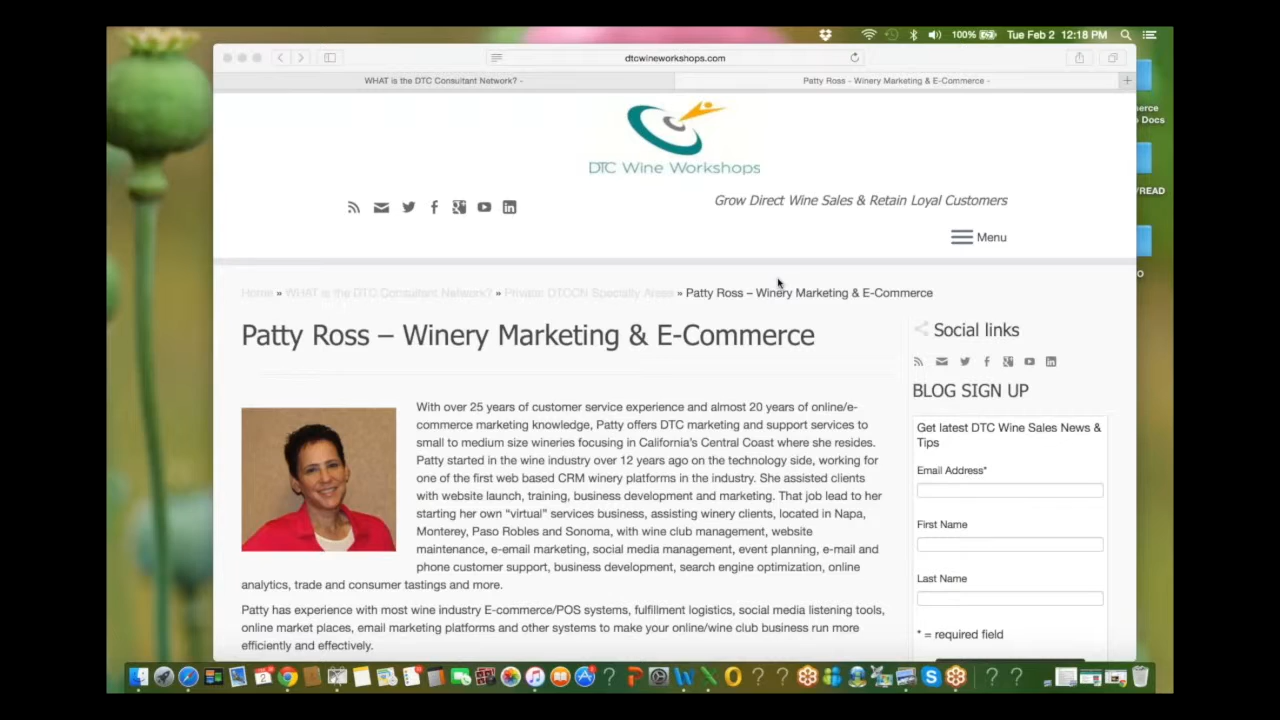 100% Tue Feb 2 12:18 PM
dtcwineworkshops.com
WHAT is the DTC Consultant Network? -
Patty Ross - Winery Marketing & E-Commerce -
erce
Docs
/READ
O
DTC Wine Workshops
Grow Direct Wine Sales & Retain Loyal Customers
Menu
Home » WHAT is the DTC Consultant Network? » Private: DTCCN Specialty Areas » Patty Ross – Winery Marketing & E-Commerce
Patty Ross – Winery Marketing & E-Commerce
With over 25 years of customer service experience and almost 20 years of online/e-
commerce marketing knowledge, Patty offers DTC marketing and support services to
small to medium size wineries focusing in California's Central Coast where she resides.
Patty started in the wine industry over 12 years ago on the technology side, working for
one of the first web based CRM winery platforms in the industry. She assisted clients
with website launch, training, business development and marketing. That job lead to her
starting her own “virtual” services business, assisting winery clients, located in Napa,
Monterey, Paso Robles and Sonoma, with wine club management, website
maintenance, e-email marketing, social media management, event planning, e-mail and
phone customer support, business development, search engine optimization, online
analytics, trade and consumer tastings and more.
Patty has experience with most wine industry E-commerce/POS systems, fulfillment logistics, social media listening tools,
online market places, email marketing platforms and other systems to make your online/wine club business run more
efficiently and effectively.
Social links
BLOG SIGN UP
Get latest DTC Wine Sales News &
Tips
Email Address*
First Name
Last Name
* = required field